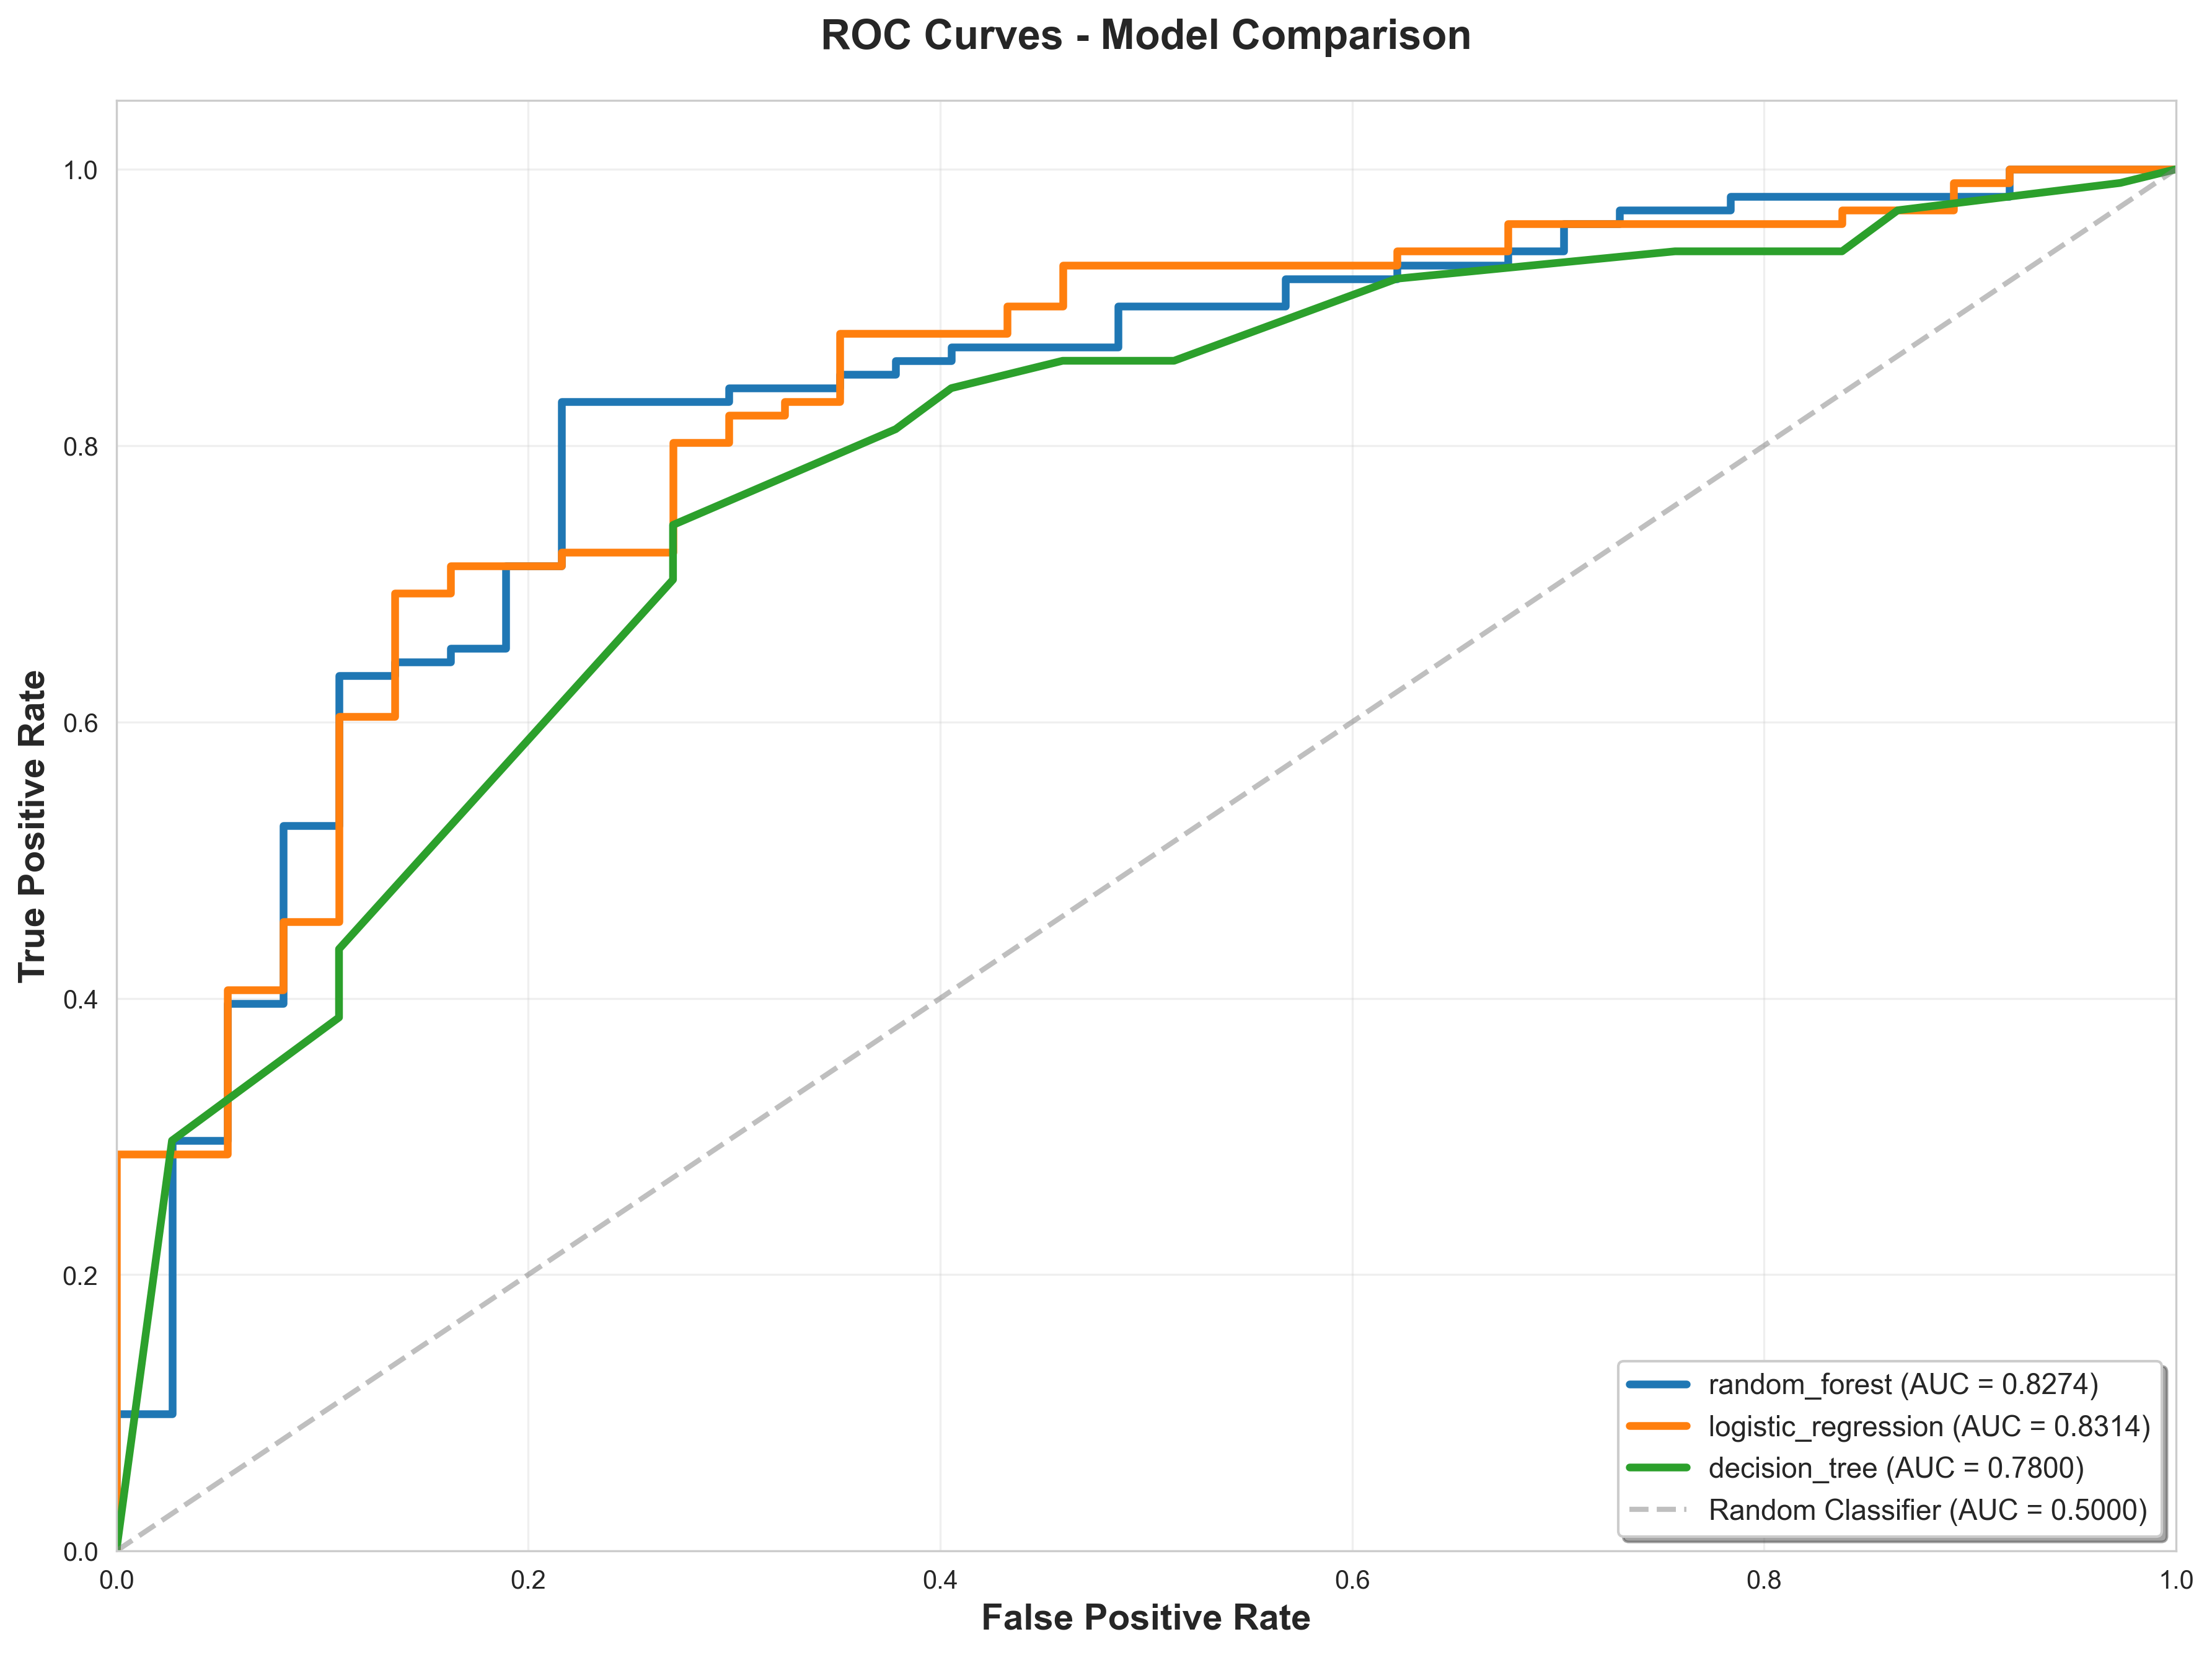 ROC Curves - Model Comparison
True Positive Rate
1.0
0.8
0.6
0.4
0.2
0.0
0.0 0.2 0.4 0.6 0.8 1.0
False Positive Rate
random_forest (AUC = 0.8274)
logistic_regression (AUC = 0.8314)
decision_tree (AUC = 0.7800)
Random Classifier (AUC = 0.5000)